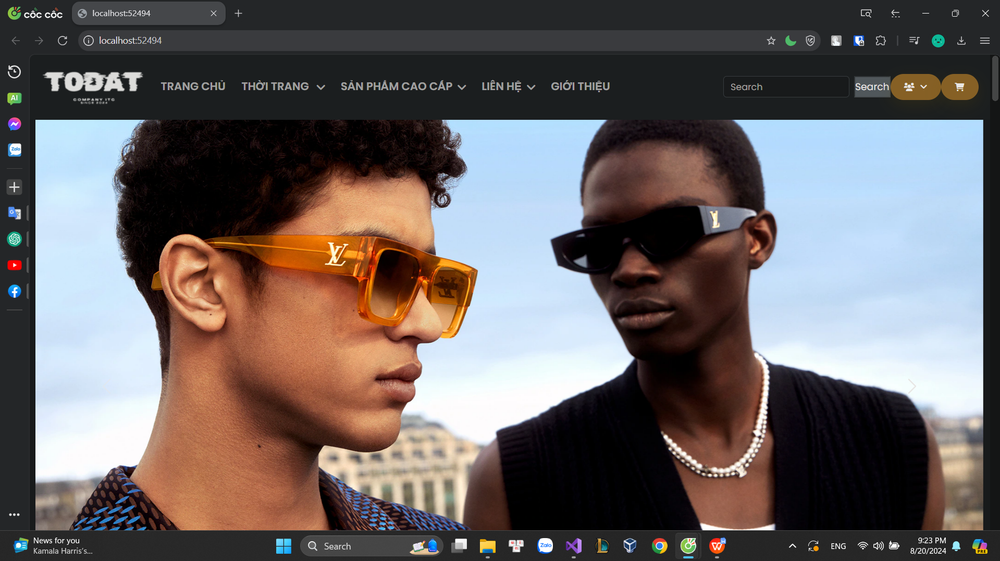 cốc cốc
localhost:52494
localhost:52494
AI
Zalo
TODAT
COMPANY ITC
SINCE 2024
TRANG CHỦ THỜI TRANG SẢN PHẨM CAO CẤP LIÊN HỆ GIỚI THIỆU
Search
Search
LV
News for you
Kamala Harris's...
Search
Zalo
ENG
9:23 PM
8/20/2024
PRE